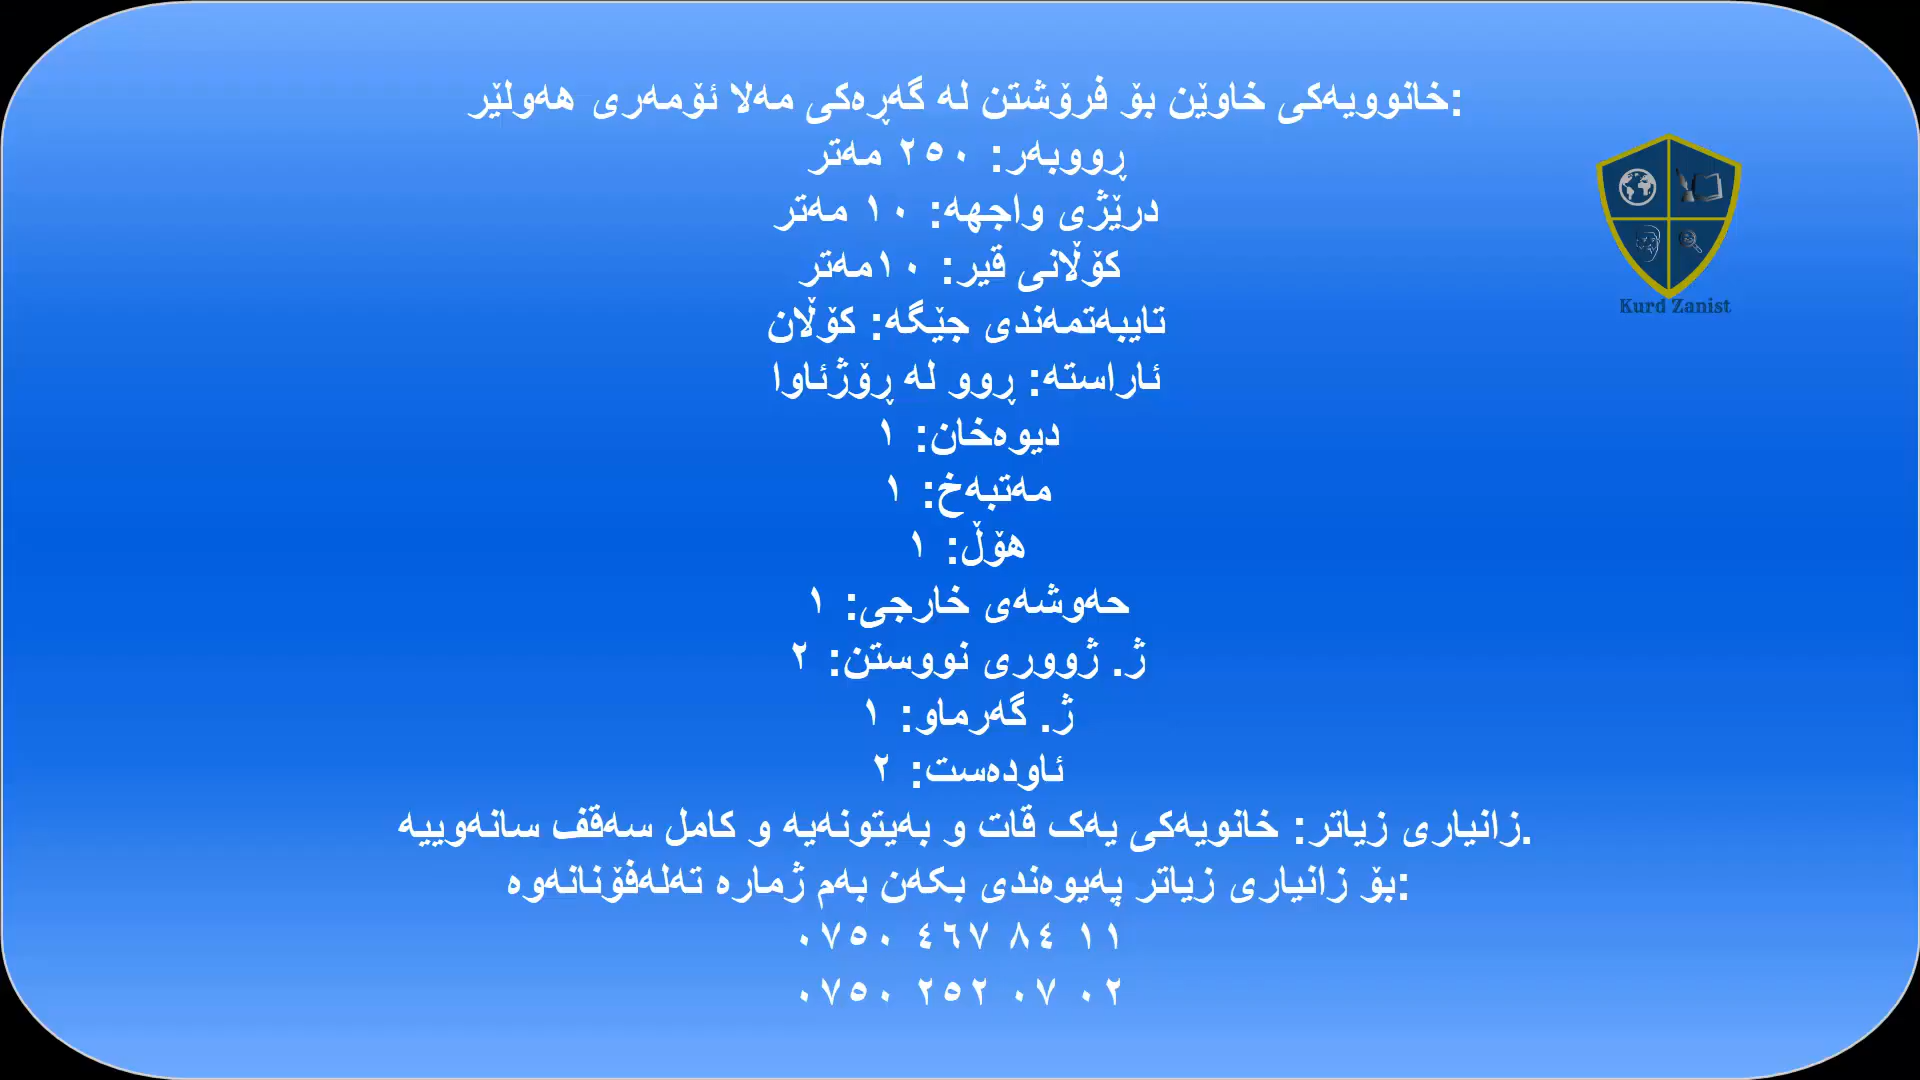 خانوویەکی خاوێن بۆ فرۆشتن لە گەڕەکی مەلا ئۆمەری هەولێر:
ڕووبەر: ٢٥٠ مەتر
درێژی واجهە: ١٠ مەتر
کۆڵانی قیر: ١٠مەتر
تایبەتمەندی جێگە: کۆڵان
ئاراستە: ڕوو لە ڕۆژئاوا
دیوەخان: ١
مەتبەخ: ١
هۆڵ: ١
حەوشەی خارجی: ١
ژ. ژووری نووستن: ٢
ژ. گەرماو: ١
ئاودەست: ٢
زانیاری زیاتر: خانویەکی یەک قات و بەیتونەیە و کامل سەقف سانەوییە.
بۆ زانیاری زیاتر پەیوەندی بکەن بەم ژمارە تەلەفۆنانەوە:
٠٧٥٠ ٤٦٧ ٨٤ ١١
٠٧٥٠ ٢٥٢ ٠٧ ٠٢
Kurd Zanist